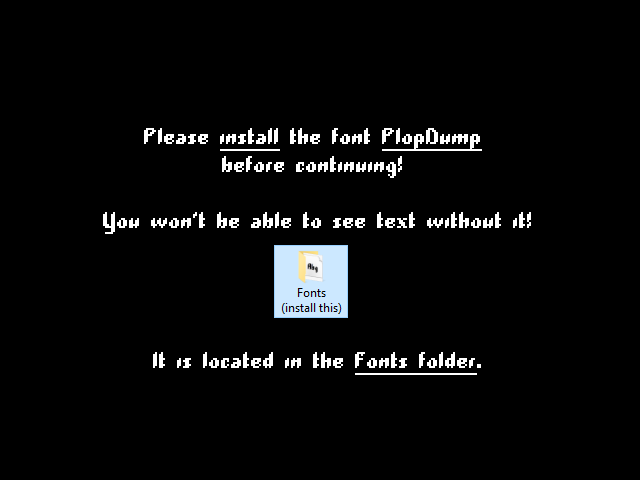 Please install the font PlopDump
before continuing!
You won't be able to see text without it!
Abg
Fonts
(install this)
It is located in the Fonts folder.